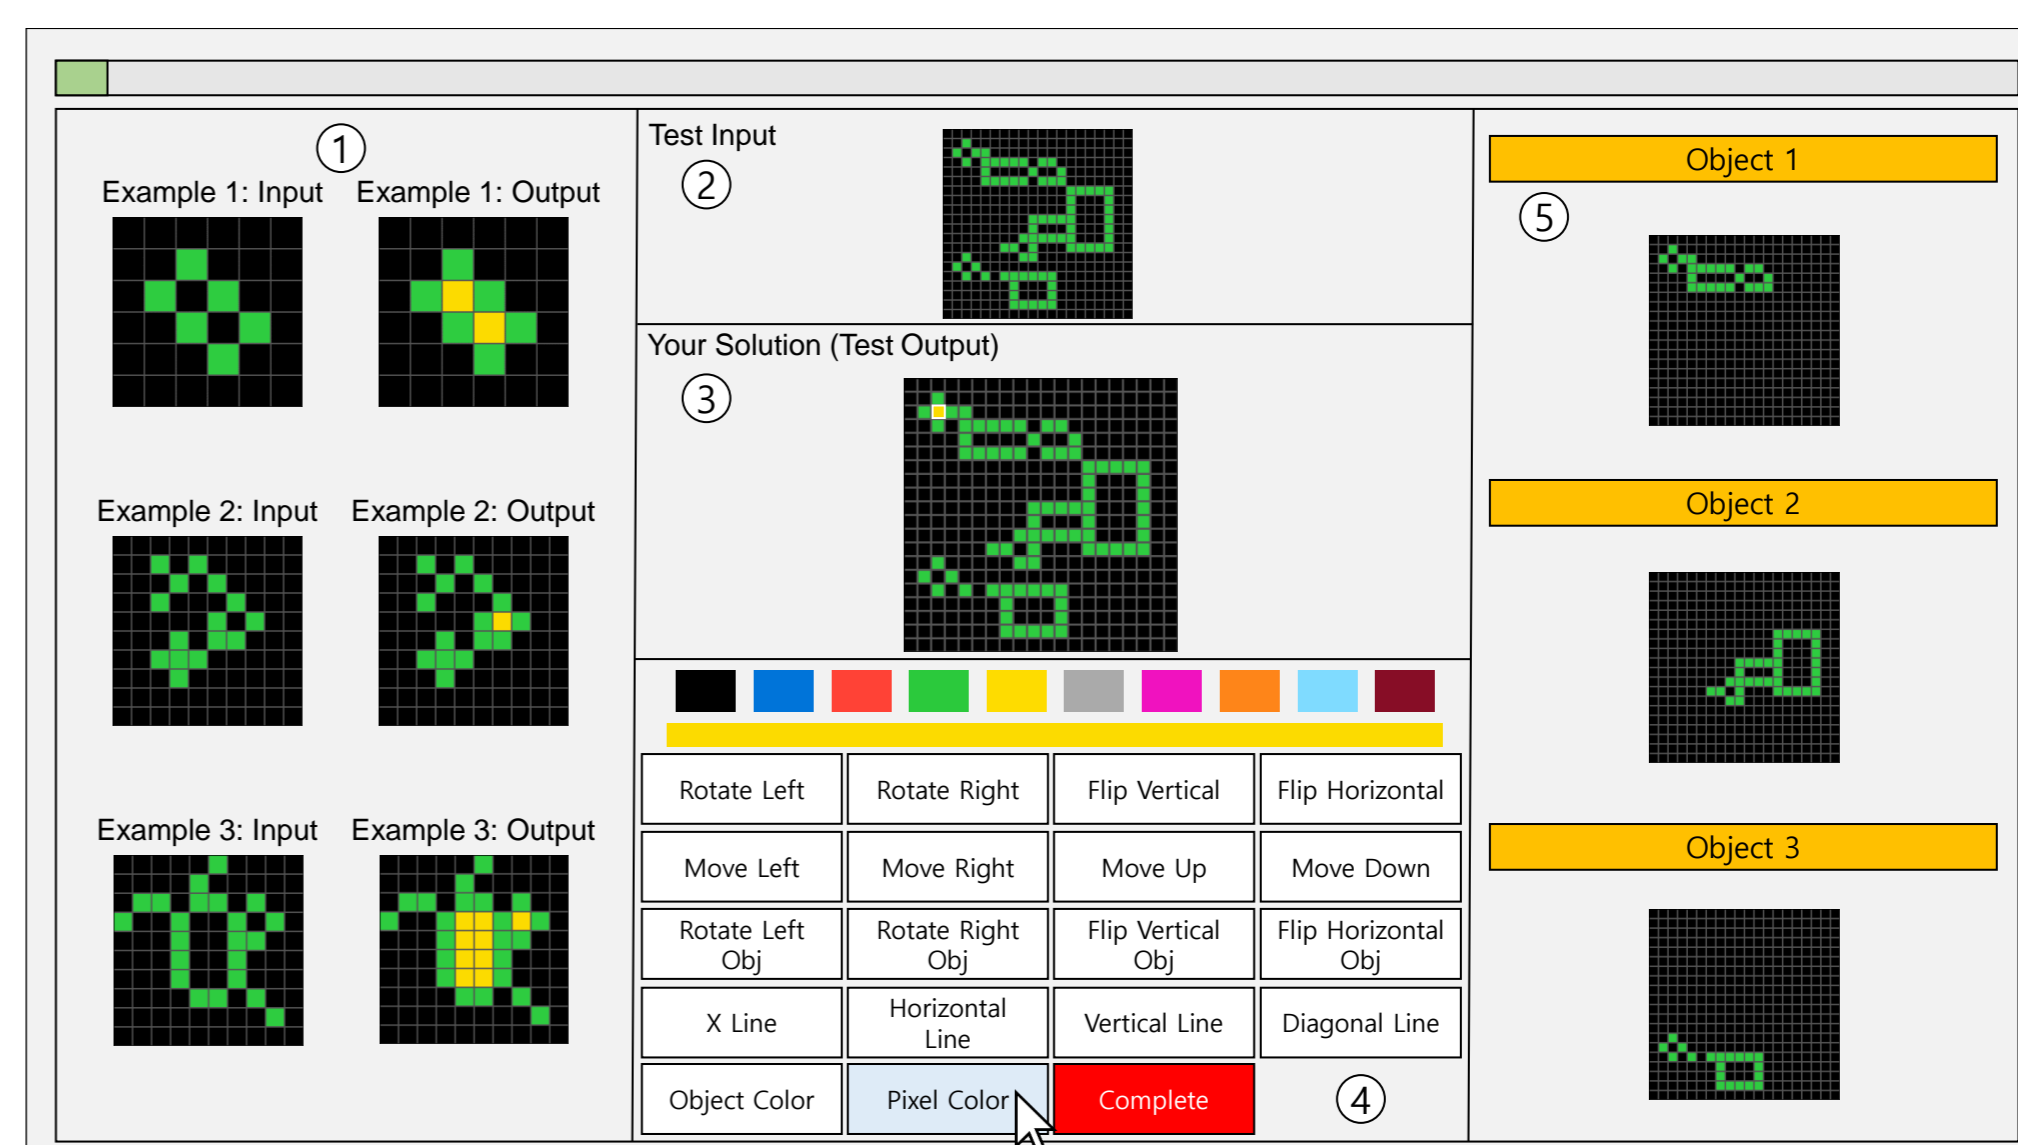 ①
Example 1: Input
Example 1: Output
Example 2: Input
Example 2: Output
Example 3: Input
Example 3: Output
Test Input
②
Your Solution (Test Output)
③
Rotate Left
Rotate Right
Flip Vertical
Flip Horizontal
Move Left
Move Right
Move Up
Move Down
Rotate Left
Obj
Rotate Right
Obj
Flip Vertical
Obj
Flip Horizontal
Obj
X Line
Horizontal
Line
Vertical Line
Diagonal Line
Object Color
Pixel Color
Complete
④
Object 1
⑤
Object 2
Object 3